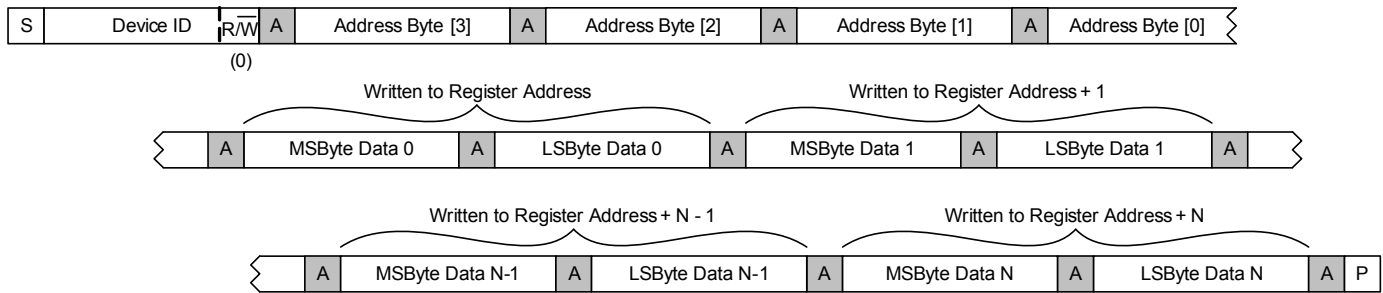 S Device ID R/W̅ A Address Byte [3] A Address Byte [2] A Address Byte [1] A Address Byte [0]
(0)
Written to Register Address Written to Register Address + 1
A MSByte Data 0 A LSByte Data 0 A MSByte Data 1 A LSByte Data 1 A
Written to Register Address + N - 1 Written to Register Address + N
A MSByte Data N-1 A LSByte Data N-1 A MSByte Data N A LSByte Data N A P